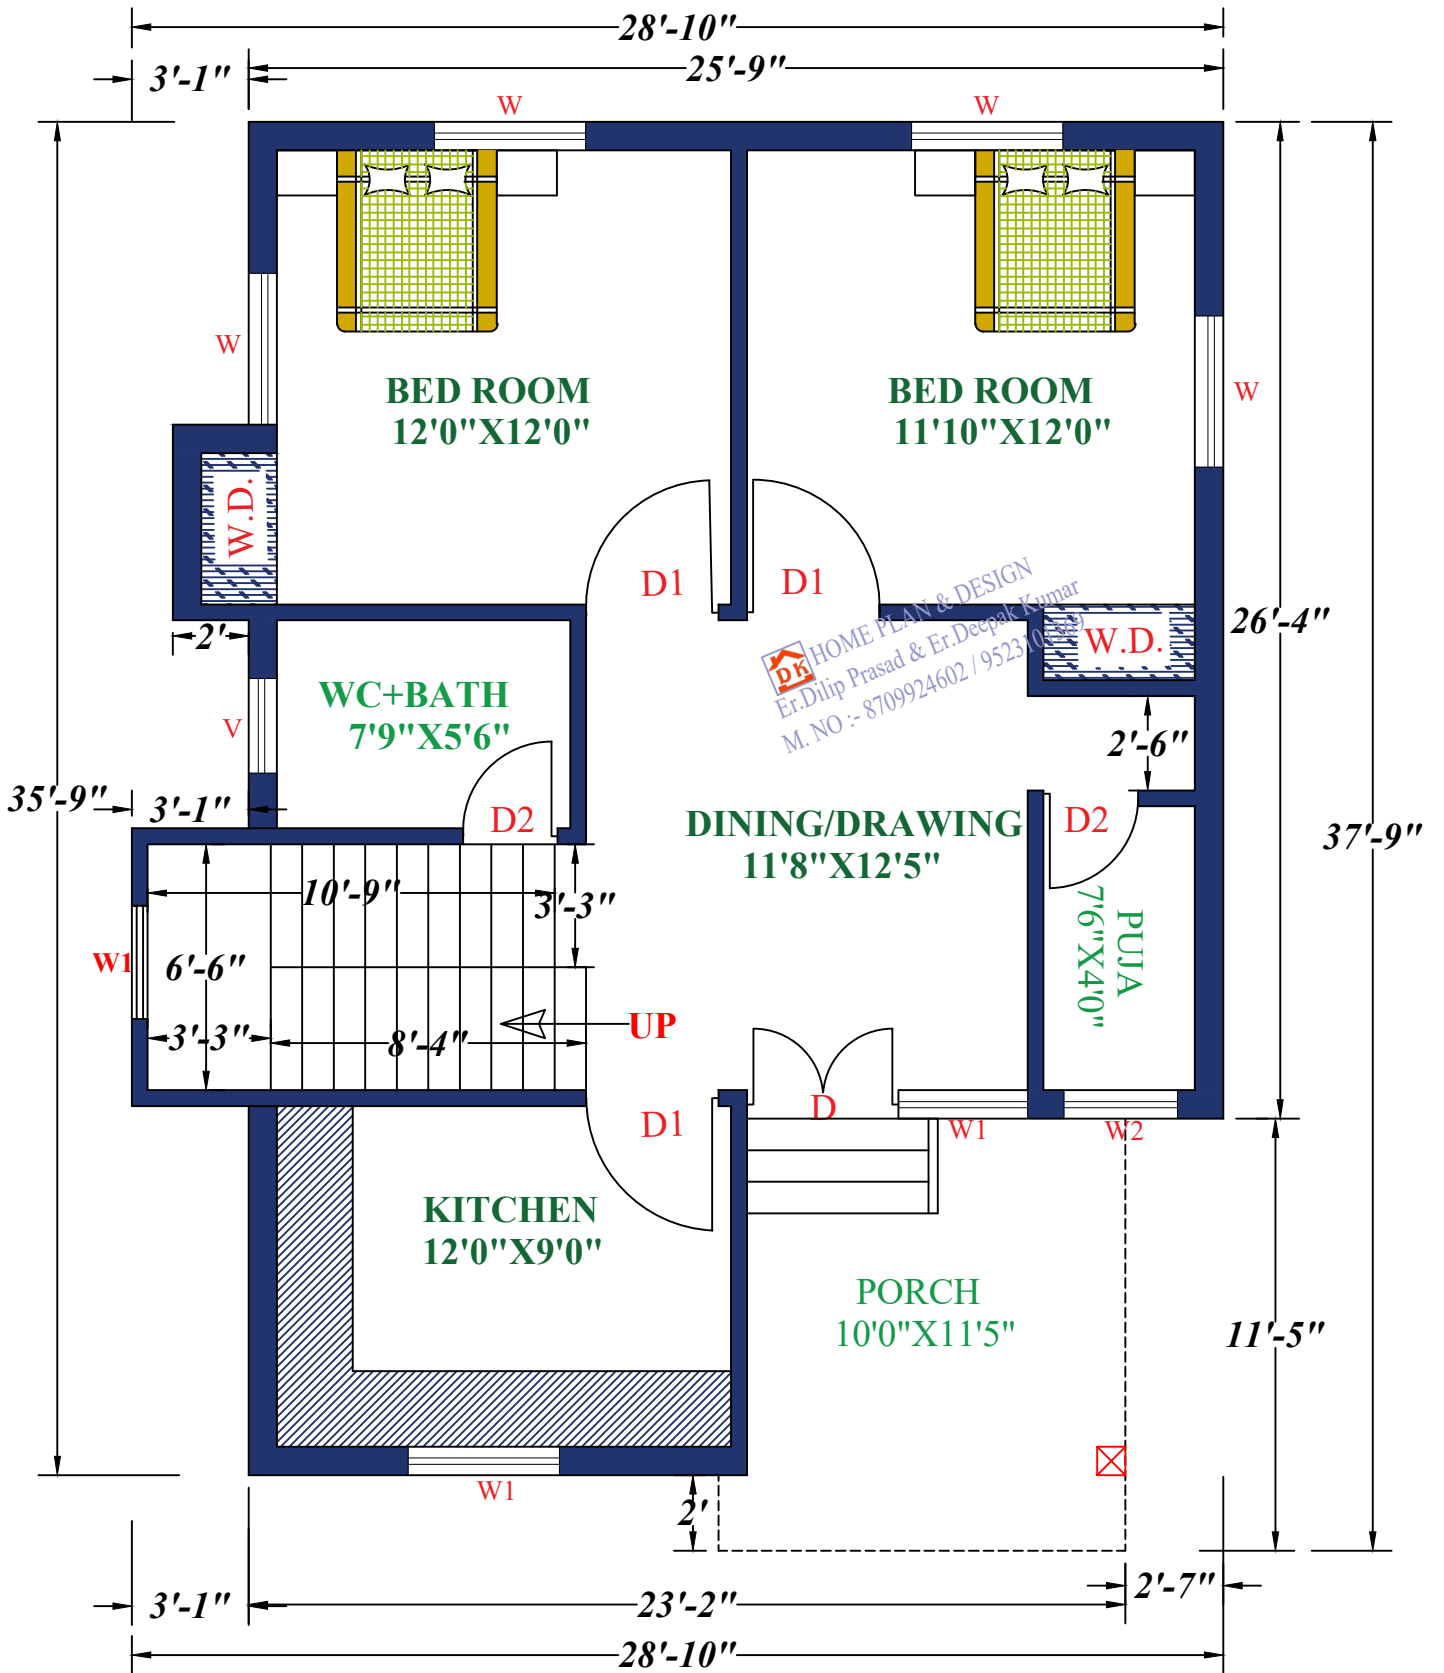 28'-10"
3'-1"
25'-9"
W
W
W
W
BED ROOM
12'0"X12'0"
BED ROOM
11'10"X12'0"
W.D.
D1
D1
HOME PLAN & DESIGN
Er.Dilip Prasad & Er.Deepak Kumar
M. NO :- 8709924602 /
DK
26'-4"
2'
W.D.
WC+BATH
7'9"X5'6"
V
2'-6"
35'-9"
3'-1"
D2
DINING/DRAWING
11'8"X12'5"
D2
37'-9"
10'-9"
3'-3"
PUJA
7'6"X4'0"
W1
6'-6"
3'-3"
8'-4"
UP
D1
D
W1
W2
KITCHEN
12'0"X9'0"
PORCH
10'0"X11'5"
11'-5"
W1
2'
3'-1"
23'-2"
2'-7"
28'-10"